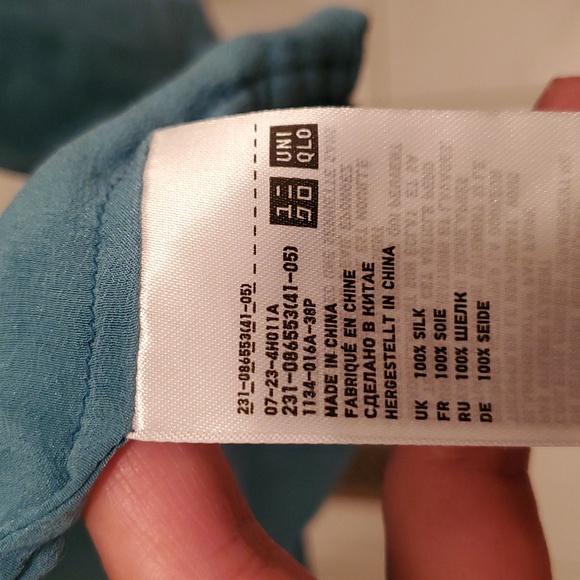 UNI
QLO
ユニ
クロ
231-086553(41-05)
07-23-4H011A
231-086553(41-05)
1134-016A-38P
MADE IN CHINA
FABRIQUÉ EN CHINE
СДЕЛАНО В КИТАЕ
HERGESTELLT IN CHINA
UK 100% SILK
FR 100% SOIE
RU 100% ШЕЛК
DE 100% SEIDE